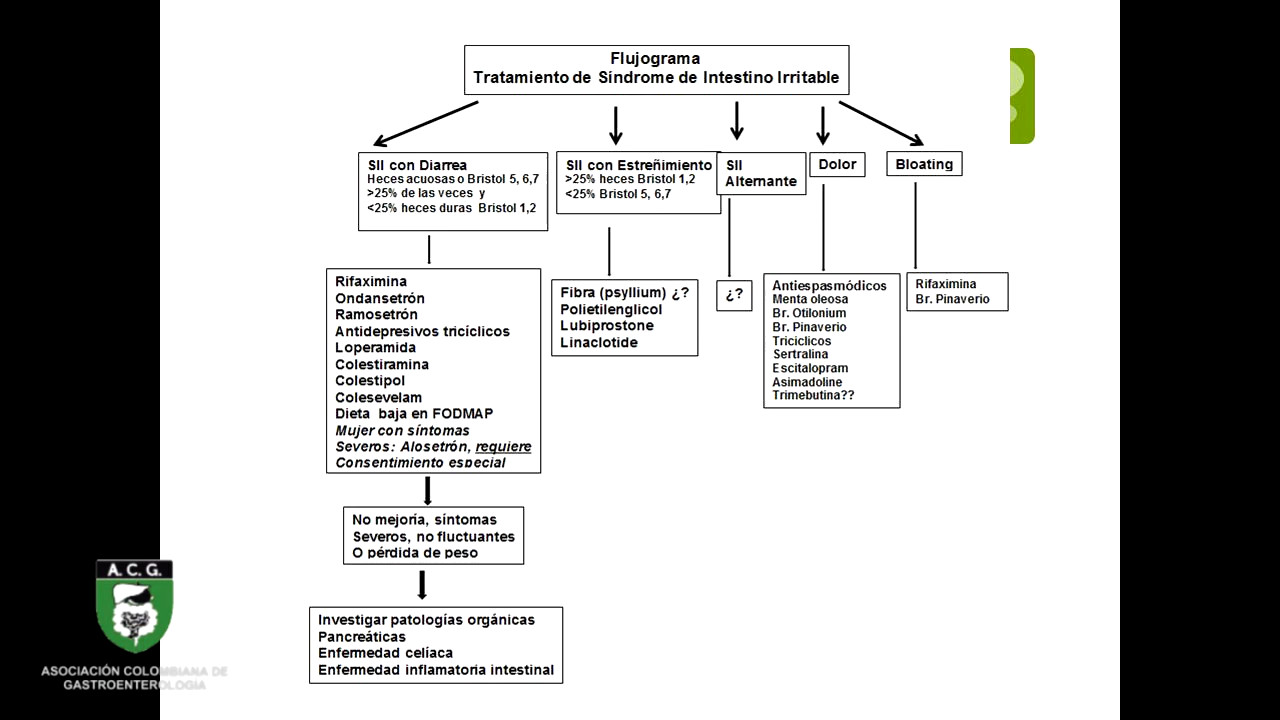 Flujograma
Tratamiento de Sindrome de Intestino Irritable
SII con Diarrea
Heces acuosas o Bristol 5, 6,7
>25% de las veces y
<25% heces duras Bristol 1,2
SII con Estreñimiento
>25% heces Bristol 1,2
<25% Bristol 5, 6,7
SII
Alternante
Dolor
Bloating
Rifaximina
Ondansetrón
Ramosetrón
Antidepresivos tricíclicos
Loperamida
Colestiramina
Colestipol
Colesevelam
Dieta baja en FODMAP
Mujer con síntomas
Severos: Alosetrón, requiere
Consentimiento especial
Fibra (psyllium) ¿?
Polietilenglicol
Lubiprostone
Linaclotide
¿?
Antiespasmódicos
Menta oleosa
Br. Otilonium
Br. Pinaverio
Triciclicos
Sertralina
Escitalopram
Asimadoline
Trimebutina??
Rifaximina
Br. Pinaverio
No mejoría, síntomas
Severos, no fluctuantes
O pérdida de peso
Investigar patologías orgánicas
Pancreáticas
Enfermedad celíaca
Enfermedad inflamatoria intestinal
A.C.G.
ASOCIACIÓN COLOMBIANA DE
GASTROENTEROLOGÍA